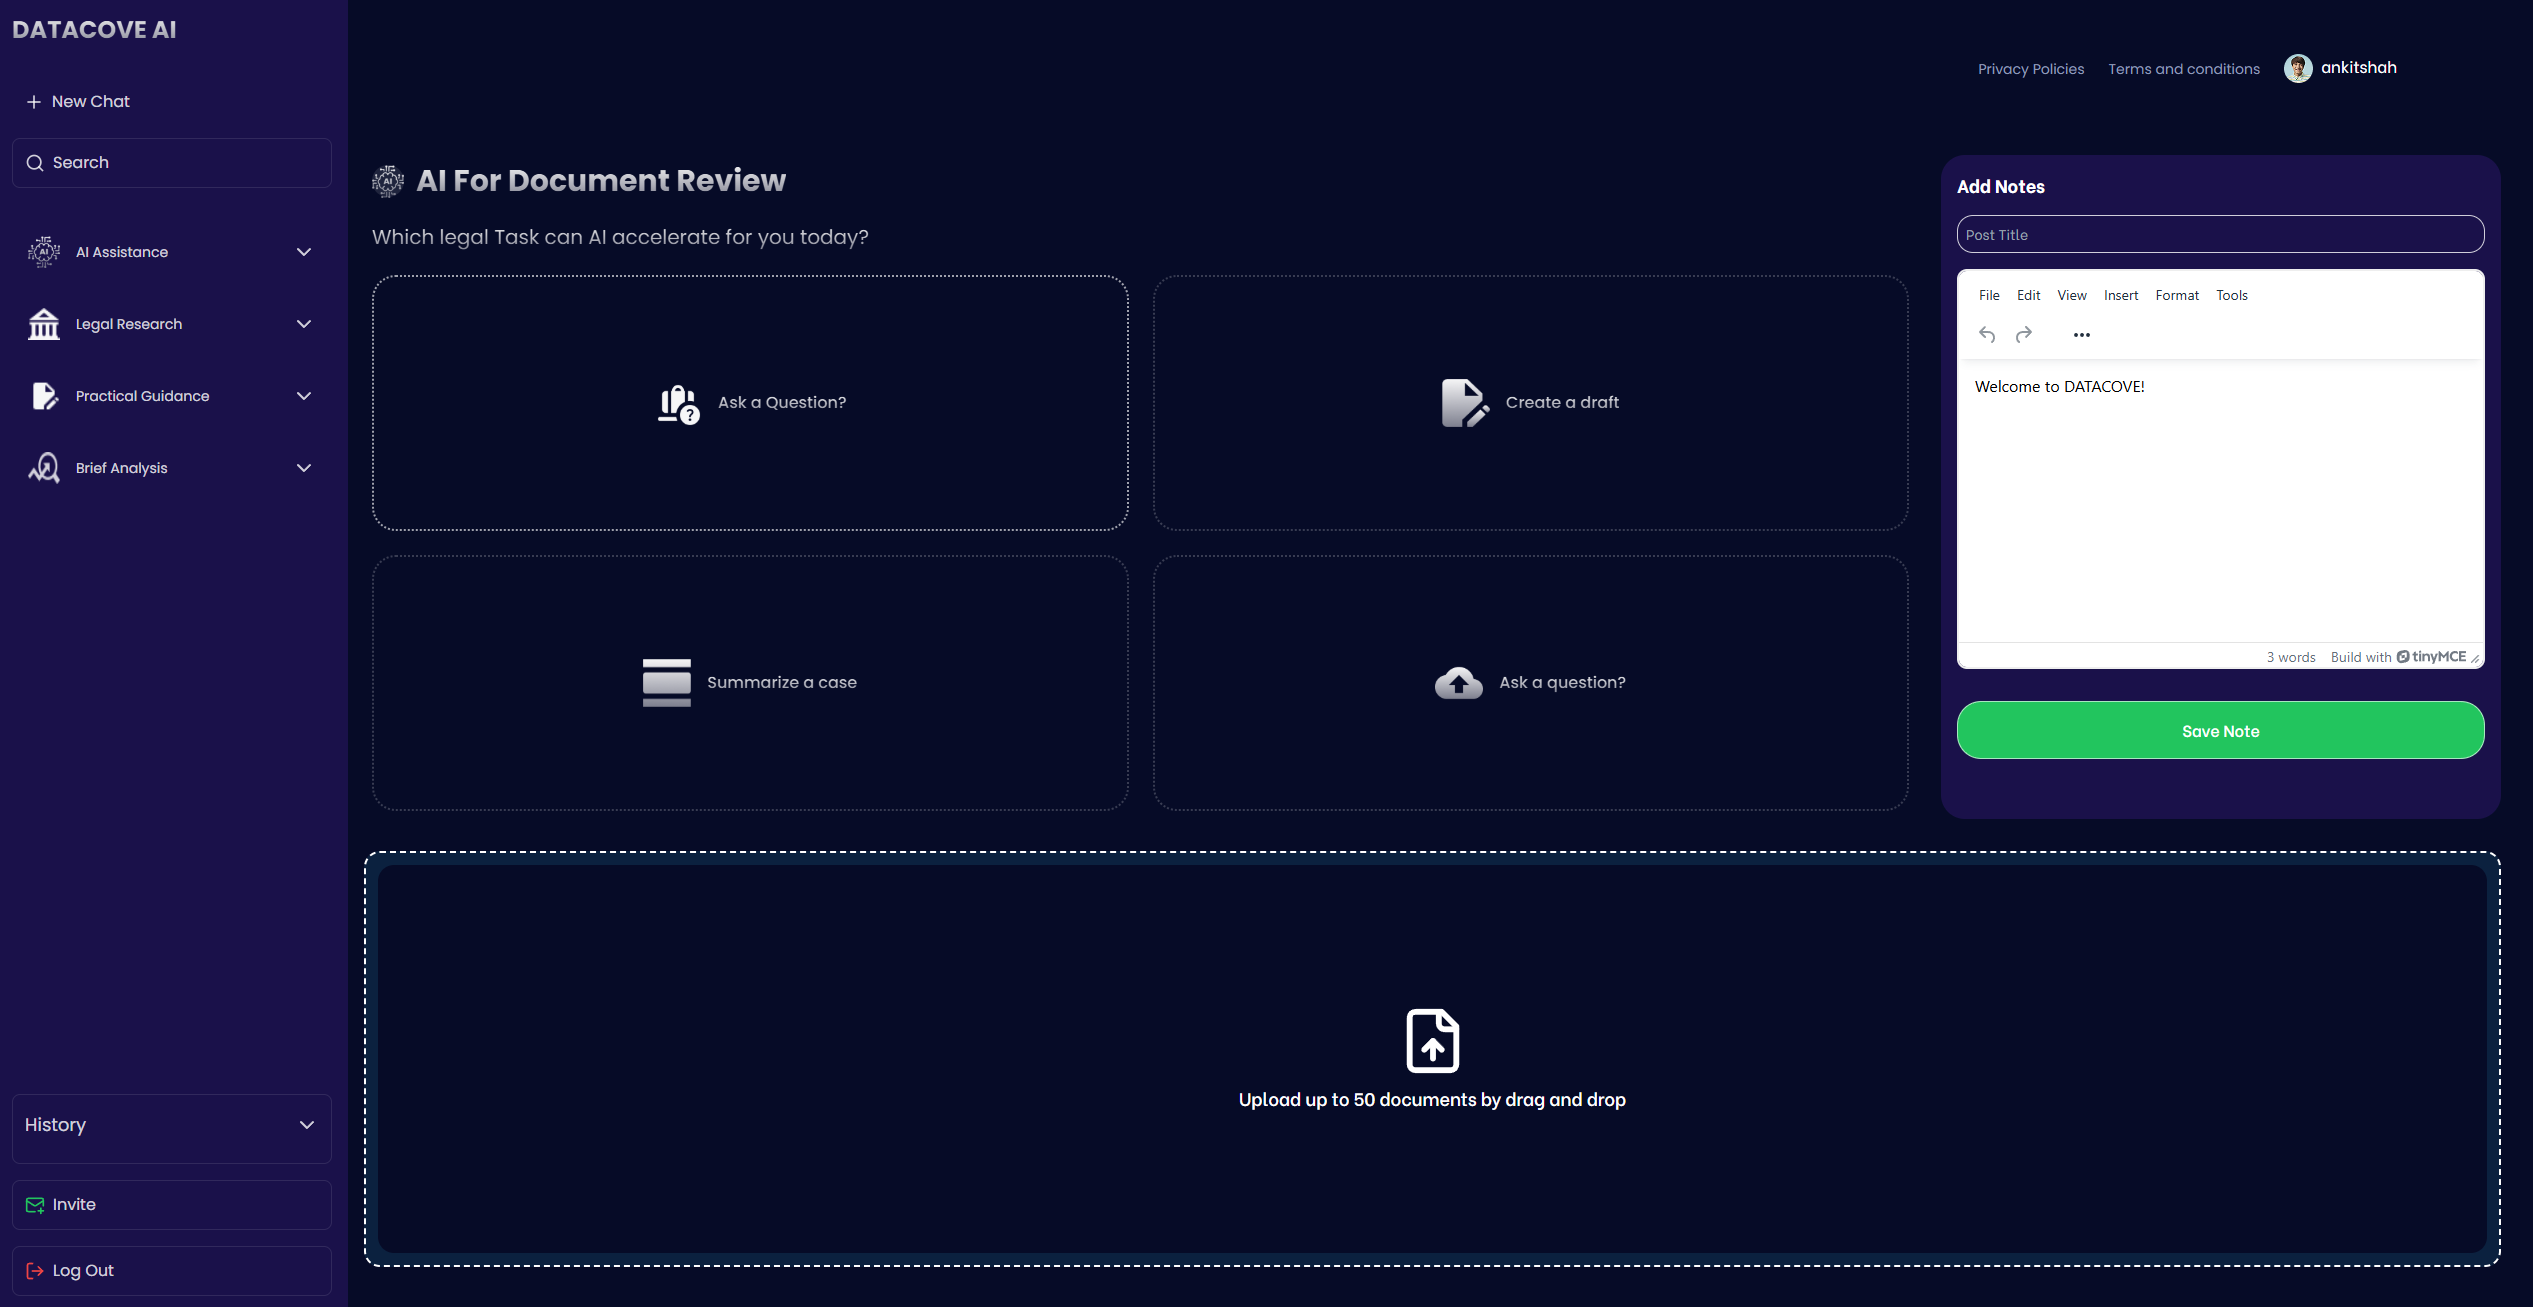 DATACOVE AI
New Chat
Search
AI Assistance
Legal Research
Practical Guidance
Brief Analysis
History
Invite
Log Out
Privacy Policies
Terms and conditions
ankitshah
AI For Document Review
Which legal Task can AI accelerate for you today?
Ask a Question?
Create a draft
Summarize a case
Ask a question?
Add Notes
Post Title
File Edit View Insert Format Tools
Welcome to DATACOVE!
3 words Build with tinyMCE
Save Note
Upload up to 50 documents by drag and drop